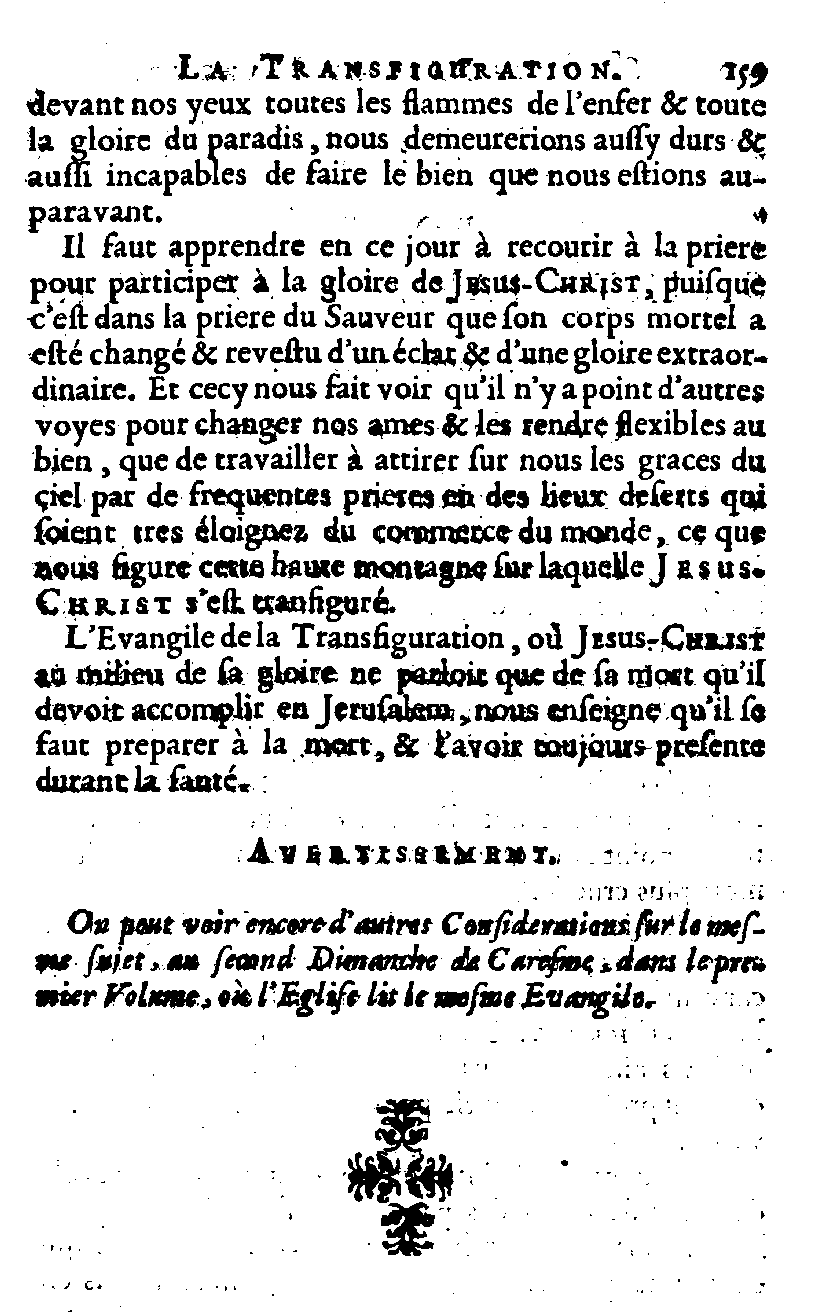 LA TRANSFIGURATION. 159
devant nos yeux toutes les flammes de l'enfer & toute
la gloire du paradis, nous demeurerions auſſy durs &
auſſi incapables de faire le bien que nous eſtions au-
paravant.
Il faut apprendre en ce jour à recourir à la priere
pour participer à la gloire de JESUS-CHRIST, puiſque
c'eſt dans la priere du Sauveur que ſon corps mortel a
eſté changé & reveſtu d'un éclat & d'une gloire extraor-
dinaire. Et cecy nous fait voir qu'il n'y a point d'autres
voyes pour changer nos ames & les rendre flexibles au
bien, que de travailler à attirer ſur nous les graces du
ciel par de frequentes prieres en des lieux deſerts qui
ſoient tres éloignez du commerce du monde, ce que
nous figure cette haute montagne ſur laquelle JESUS-
CHRIST s'eſt tranſiguré.
L'Evangile de la Transfiguration, où JESUS-CHRIST
au milieu de ſa gloire ne parloit que de ſa mort qu'il
devoit accomplir en Jeruſalem, nous enſeigne qu'il ſe
faut preparer à la mort, & l'avoir toujours preſente
durant la ſanté.
AVERTISSEMENT.
On peut voir encore d'autres Conſiderations ſur le meſ-
me ſujet, au ſecond Dimanche de Careſme, dans le pre-
mier Volume, où l'Egliſe lit le meſme Evangile.